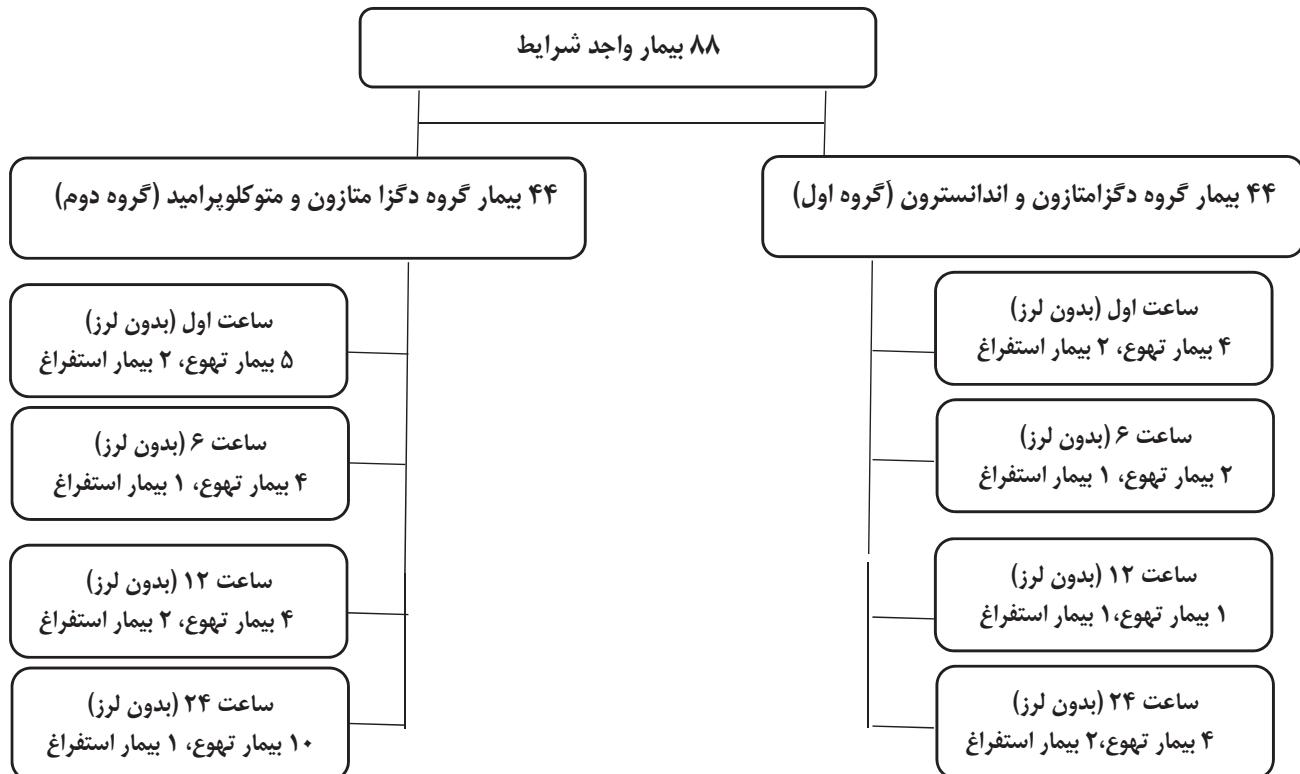 ۸۸ بیمار واجد شرایط
۴۴ بیمار گروه دگزامتازون و اندانسترون (گروه اول)
۴۴ بیمار گروه دگزا متازون و متوکلوپرامید (گروه دوم)
ساعت اول (بدون لرز)
۴ بیمار تهوع، ۲ بیمار استفراغ
ساعت ۶ (بدون لرز)
۲ بیمار تهوع، ۱ بیمار استفراغ
ساعت ۱۲ (بدون لرز)
۱ بیمار تهوع،۱ بیمار استفراغ
ساعت ۲۴ (بدون لرز)
۴ بیمار تهوع،۲ بیمار استفراغ
ساعت اول (بدون لرز)
۵ بیمار تهوع، ۲ بیمار استفراغ
ساعت ۶ (بدون لرز)
۴ بیمار تهوع، ۱ بیمار استفراغ
ساعت ۱۲ (بدون لرز)
۴ بیمار تهوع، ۲ بیمار استفراغ
ساعت ۲۴ (بدون لرز)
۱۰ بیمار تهوع، ۱ بیمار استفراغ